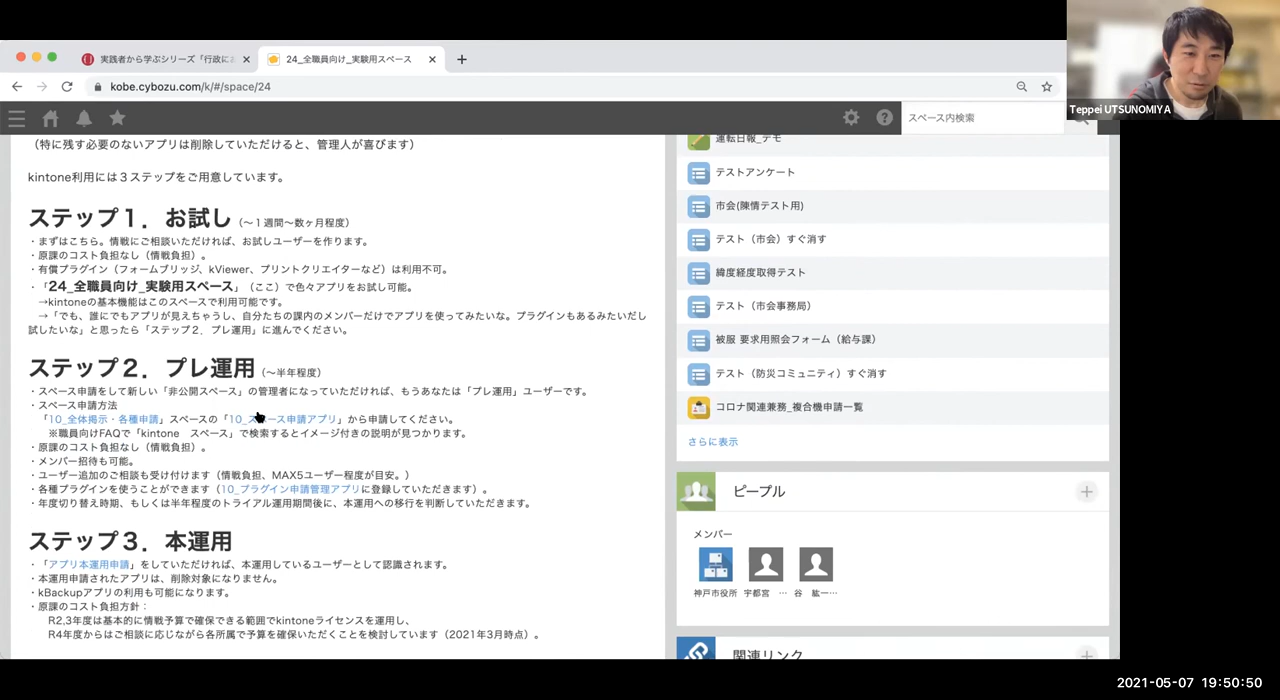 実践者から学ぶシリーズ「行政にお
24_全職員向け_実験用スペース
kobe.cybozu.com/k/#/space/24
スペース内検索
Teppei UTSUNOMIYA
（特に残す必要のないアプリは削除していただけると、管理人が喜びます）
kintone利用には３ステップをご用意しています。
ステップ１．お試し（〜１週間〜数ヶ月程度）
・まずはこちら。情戦にご相談いただければ、お試しユーザーを作ります。
・原課のコスト負担なし（情戦負担）。
・有償プラグイン（フォームブリッジ、kViewer、プリントクリエイターなど）は利用不可。
・「24_全職員向け_実験用スペース」（ここ）で色々アプリをお試し可能。
→kintoneの基本機能はこのスペースで利用可能です。
→「でも、誰にでもアプリが見えちゃうし、自分たちの課内のメンバーだけでアプリを使ってみたいな。プラグインもあるみたいだし
試したいな」と思ったら「ステップ２．プレ運用」に進んでください。
ステップ２．プレ運用（〜半年程度）
・スペース申請をして新しい「非公開スペース」の管理者になっていただければ、もうあなたは「プレ運用」ユーザーです。
・スペース申請方法
「10_全体掲示・各種申請」スペースの「10_スペース申請アプリ」から申請してください。
※職員向けFAQで「kintone　スペース」で検索するとイメージ付きの説明が見つかります。
・原課のコスト負担なし（情戦負担）。
・メンバー招待も可能。
・ユーザー追加のご相談も受け付けます（情戦負担、MAX5ユーザー程度が目安。）
・各種プラグインを使うことができます（10_プラグイン申請管理アプリに登録していただきます）。
・年度切り替え時期、もしくは半年程度のトライアル運用期間後に、本運用への移行を判断していただきます。
ステップ３．本運用
・「アプリ本運用申請」をしていただければ、本運用しているユーザーとして認識されます。
・本運用申請されたアプリは、削除対象になりません。
・kBackupアプリの利用も可能になります。
・原課のコスト負担方針：
R2,3年度は基本的に情戦予算で確保できる範囲でkintoneライセンスを運用し、
R4年度からはご相談に応じながら各所属で予算を確保いただくことを検討しています（2021年3月時点）。
運転日報_デモ
テストアンケート
市会(陳情テスト用)
テスト（市会）すぐ消す
緯度経度取得テスト
テスト（市会事務局）
被服 要求用照会フォーム（給与課）
テスト（防災コミュニティ）すぐ消す
コロナ関連兼務_複合機申請一覧
さらに表示
ピープル
メンバー
神戸市役所
宇都宮 …
谷 紘一…
関連リンク
2021-05-07 19:50:50